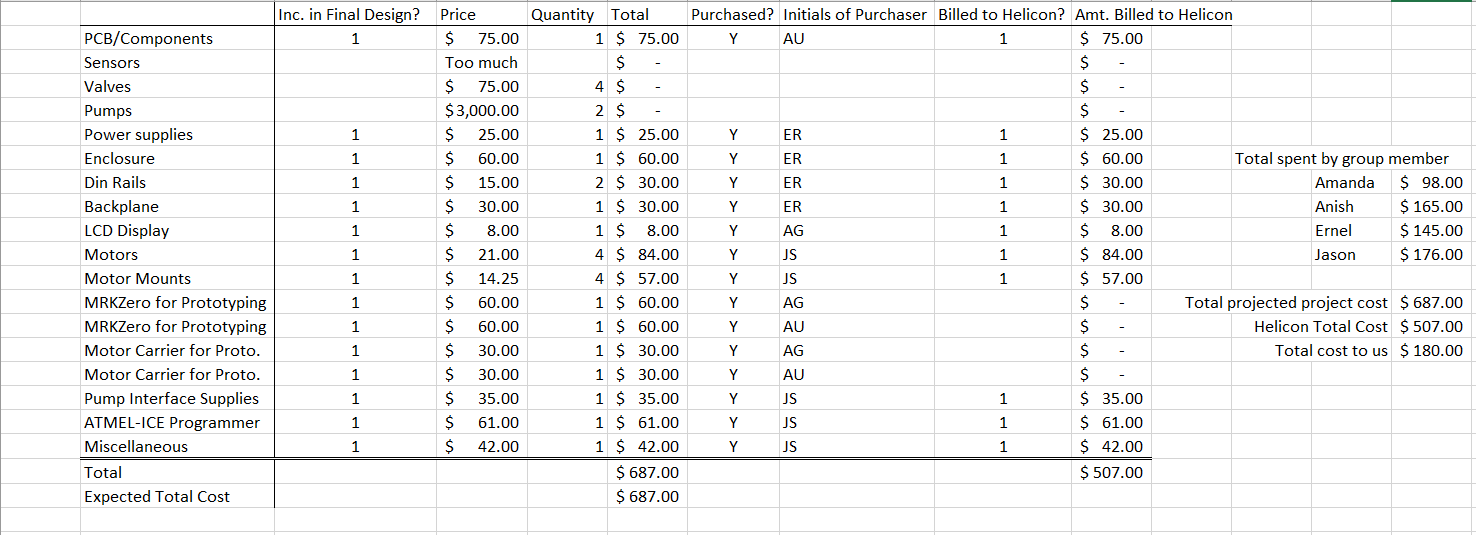 Inc. in Final Design? Price Quantity Total Purchased? Initials of Purchaser Billed to Helicon? Amt. Billed to Helicon
PCB/Components 1 $ 75.00 1 $ 75.00 Y AU 1 $ 75.00
Sensors Too much $ - $ -
Valves $ 75.00 4 $ - $ -
Pumps $3,000.00 2 $ - $ -
Power supplies 1 $ 25.00 1 $ 25.00 Y ER 1 $ 25.00
Enclosure 1 $ 60.00 1 $ 60.00 Y ER 1 $ 60.00 Total spent by group member
Din Rails 1 $ 15.00 2 $ 30.00 Y ER 1 $ 30.00 Amanda $ 98.00
Backplane 1 $ 30.00 1 $ 30.00 Y ER 1 $ 30.00 Anish $ 165.00
LCD Display 1 $ 8.00 1 $ 8.00 Y AG 1 $ 8.00 Ernel $ 145.00
Motors 1 $ 21.00 4 $ 84.00 Y JS 1 $ 84.00 Jason $ 176.00
Motor Mounts 1 $ 14.25 4 $ 57.00 Y JS 1 $ 57.00
MRKZero for Prototyping 1 $ 60.00 1 $ 60.00 Y AG $ - Total projected project cost $ 687.00
MRKZero for Prototyping 1 $ 60.00 1 $ 60.00 Y AU $ - Helicon Total Cost $ 507.00
Motor Carrier for Proto. 1 $ 30.00 1 $ 30.00 Y AG $ - Total cost to us $ 180.00
Motor Carrier for Proto. 1 $ 30.00 1 $ 30.00 Y AU $ -
Pump Interface Supplies 1 $ 35.00 1 $ 35.00 Y JS 1 $ 35.00
ATMEL-ICE Programmer 1 $ 61.00 1 $ 61.00 Y JS 1 $ 61.00
Miscellaneous 1 $ 42.00 1 $ 42.00 Y JS 1 $ 42.00
Total $ 687.00 $ 507.00
Expected Total Cost $ 687.00